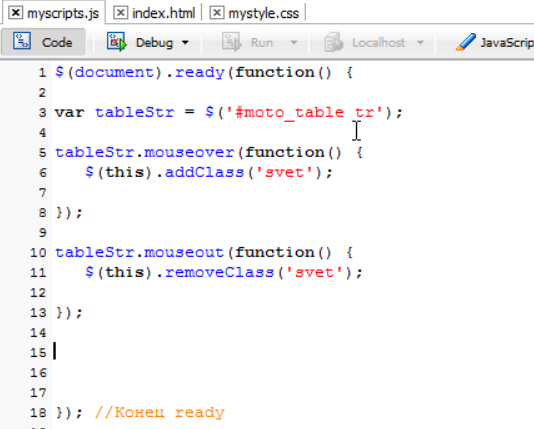 myscripts.js index.html mystyle.css
Code Debug Run Localhost JavaScrip
1 $(document).ready(function() {
2
3 var tableStr = $('#moto_table tr');
4
5 tableStr.mouseover(function() {
6 $(this).addClass('svet');
7
8 });
9
10 tableStr.mouseout(function() {
11 $(this).removeClass('svet');
12
13 });
14
15
16
17
18 }); //Конец ready